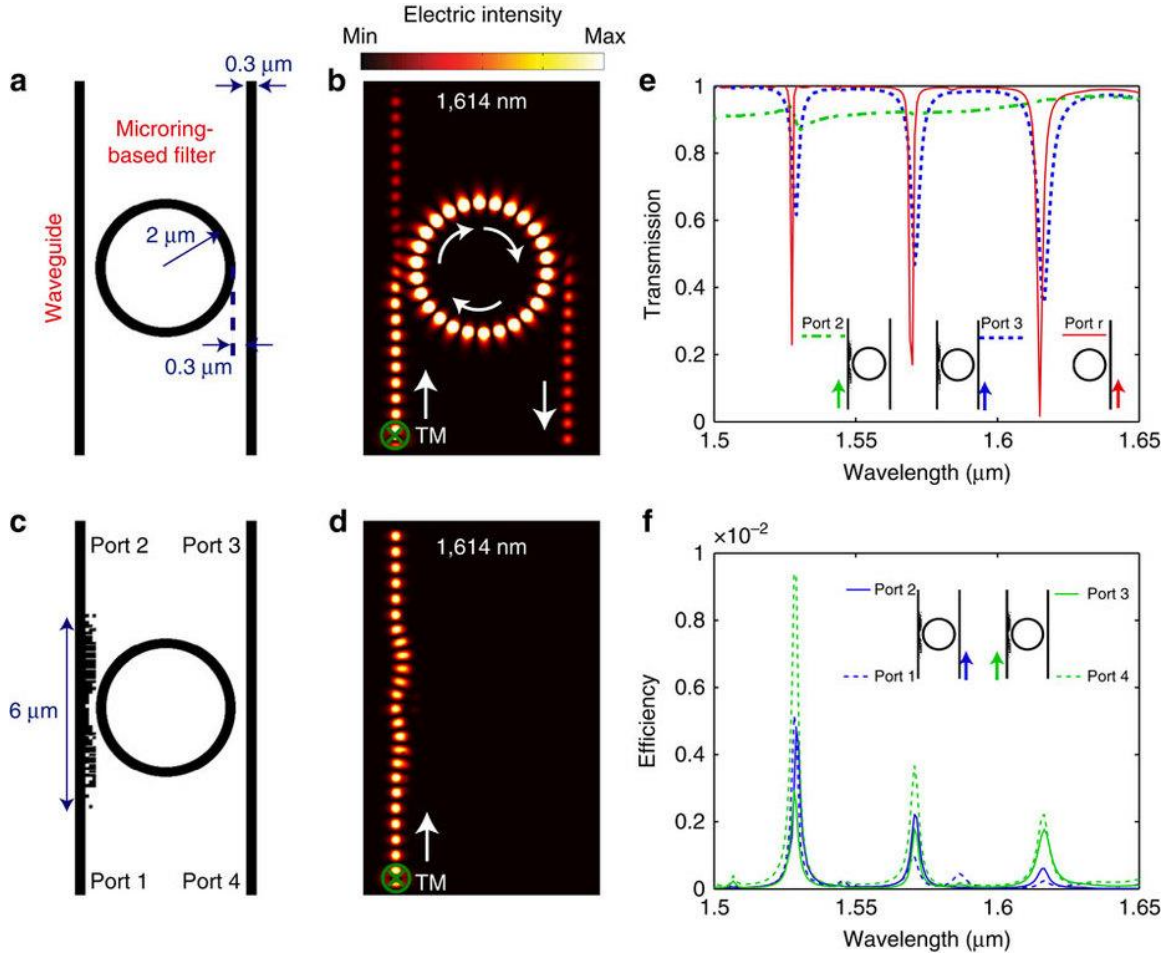 Electric intensity
Min Max
a
0.3 μm
Microring-
based filter
2 μm
Waveguide
0.3 μm
b
1,614 nm
TM
e
1
0.8
0.6
0.4
0.2
0
Transmission
Port 2
Port 3
Port r
1.5 1.55 1.6 1.65
Wavelength (μm)
c
Port 2 Port 3
6 μm
Port 1 Port 4
d
1,614 nm
TM
f
×10⁻²
1
0.8
0.6
0.4
0.2
0
Efficiency
Port 2
Port 3
Port 1
Port 4
1.5 1.55 1.6 1.65
Wavelength (μm)